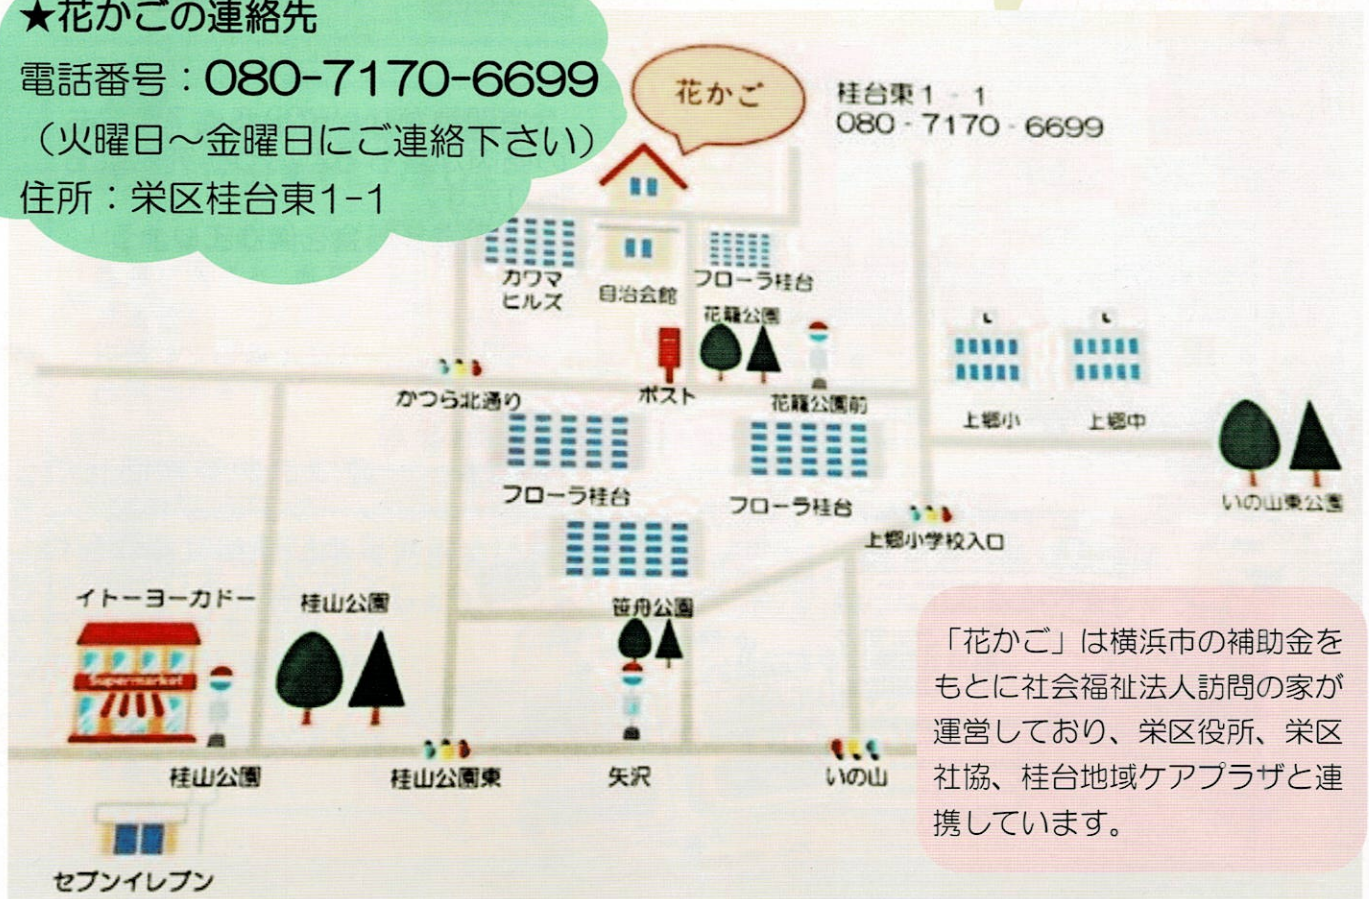 ★花かごの連絡先
電話番号：080-7170-6699
（火曜日～金曜日にご連絡下さい）
住所：栄区桂台東1-1
花かご
桂台東1 - 1
080 - 7170 - 6699
カワマ
ヒルズ
自治会館
フローラ桂台
花籠公園
かつら北通り
ポスト
花籠公園前
上郷小
上郷中
フローラ桂台
フローラ桂台
いの山東公園
上郷小学校入口
イトーヨーカドー
桂山公園
笹舟公園
Supermarket
桂山公園
桂山公園東
矢沢
いの山
セブンイレブン
「花かご」は横浜市の補助金を
もとに社会福祉法人訪問の家が
運営しており、栄区役所、栄区
社協、桂台地域ケアプラザと連
携しています。